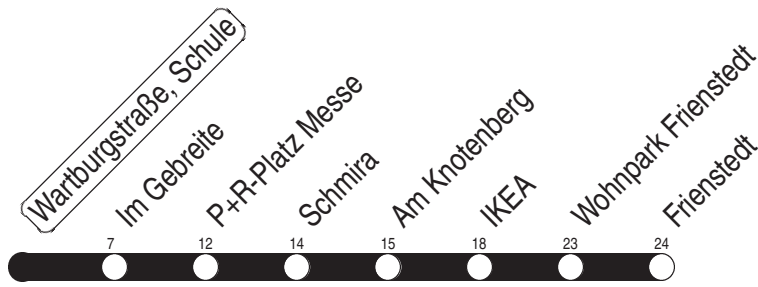 Wartburgstraße, Schule
Im Gebreite
P+R-Platz Messe
Schmira
Am Knotenberg
IKEA
Wohnpark Frienstedt
Frienstedt
7 12 14 15 18 23 24